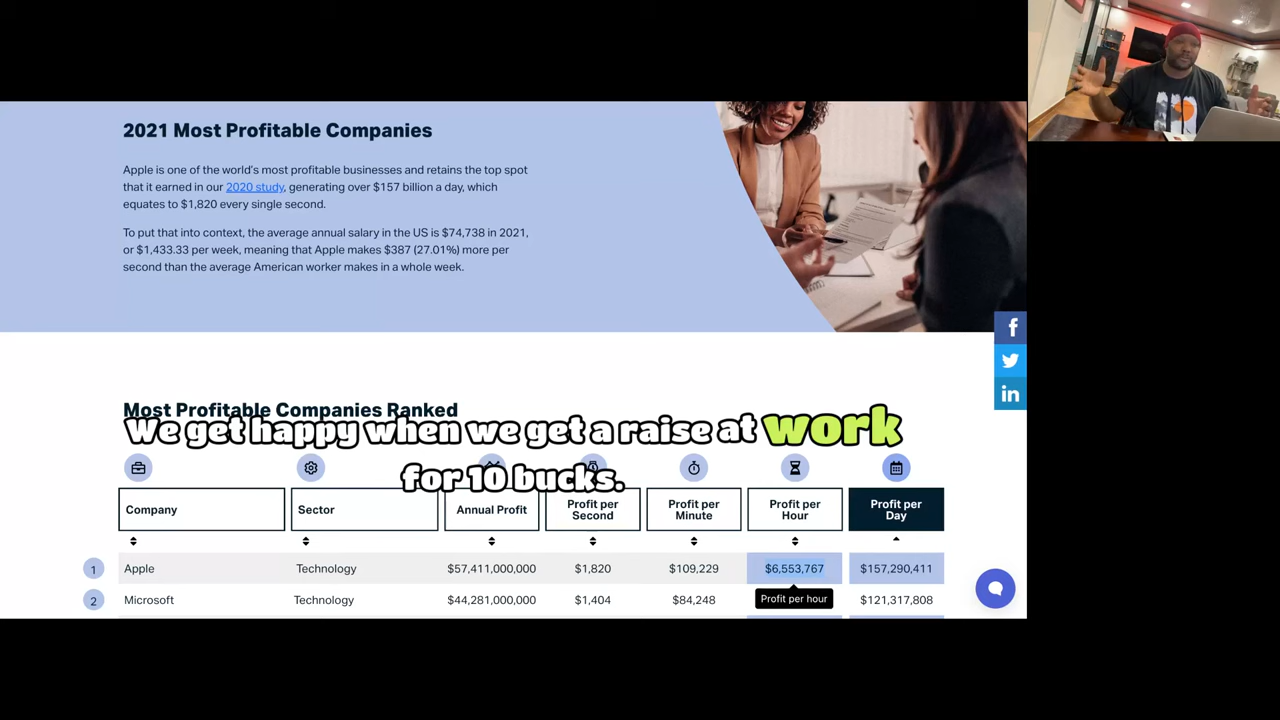 2021 Most Profitable Companies
Apple is one of the world's most profitable businesses and retains the top spot
that it earned in our 2020 study, generating over $157 billion a day, which
equates to $1,820 every single second.
To put that into context, the average annual salary in the US is $74,738 in 2021,
or $1,433.33 per week, meaning that Apple makes $387 (27.01%) more per
second than the average American worker makes in a whole week.
f
in
Most Profitable Companies Ranked
We get happy when we get a raise at work
for 10 bucks.
Company Sector Annual Profit Profit per Second Profit per Minute Profit per Hour Profit per Day
1 Apple Technology $57,411,000,000 $1,820 $109,229 $6,553,767 $157,290,411
Profit per hour
2 Microsoft Technology $44,281,000,000 $1,404 $84,248 $121,317,808